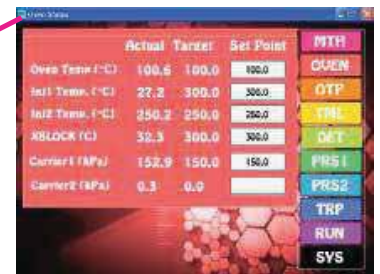 Actual Target Set Point
Oven Temp (°C) 100.6 100.0 100.0
Inj1 Temp. (°C) 27.2 300.0 300.0
Inj2 Temp. (°C) 250.2 250.0 250.0
XBLOCK (°C) 32.3 300.0 300.0
Carrier1 (kPa) 152.9 150.0 150.0
Carrier2 (kPa) 0.3 0.0
MTH
OVEN
OTP
TML
DET
PRS1
PRS2
TRP
RUN
SYS